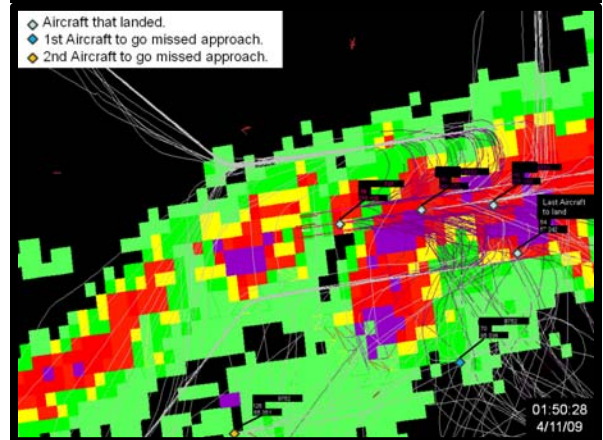 Aircraft that landed.
1st Aircraft to go missed approach.
2nd Aircraft to go missed approach.
Last Aircraft
to land
01:50:28
4/11/09